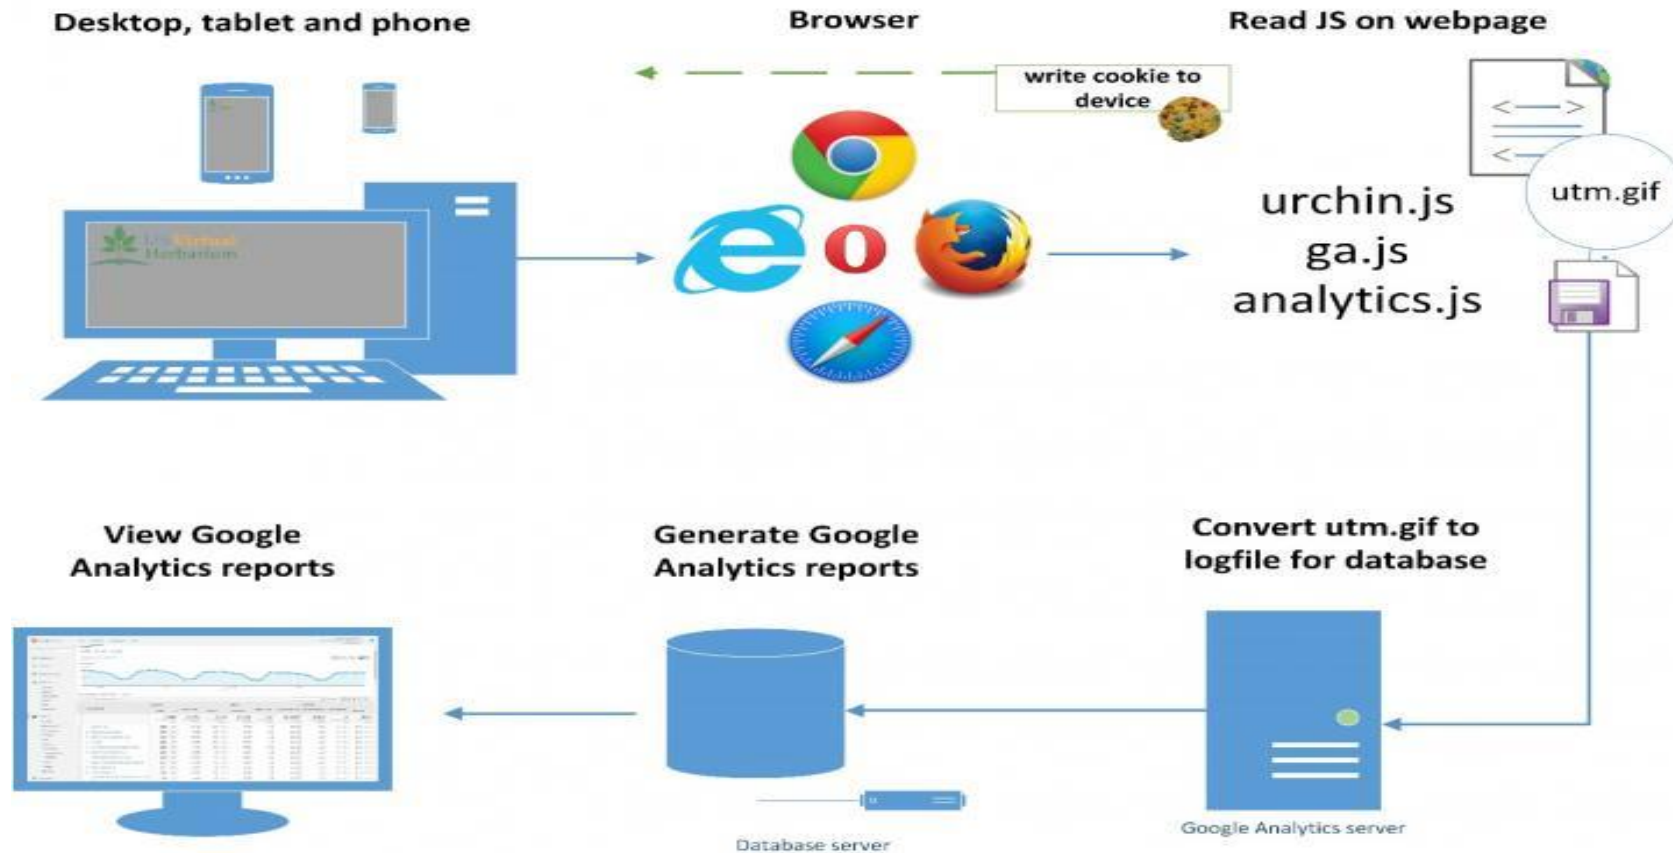 Desktop, tablet and phone
Browser
Read JS on webpage
write cookie to
device
utm.gif
urchin.js
ga.js
analytics.js
Virtual
Herbarium
View Google
Analytics reports
Generate Google
Analytics reports
Convert utm.gif to
logfile for database
Database server
Google Analytics server